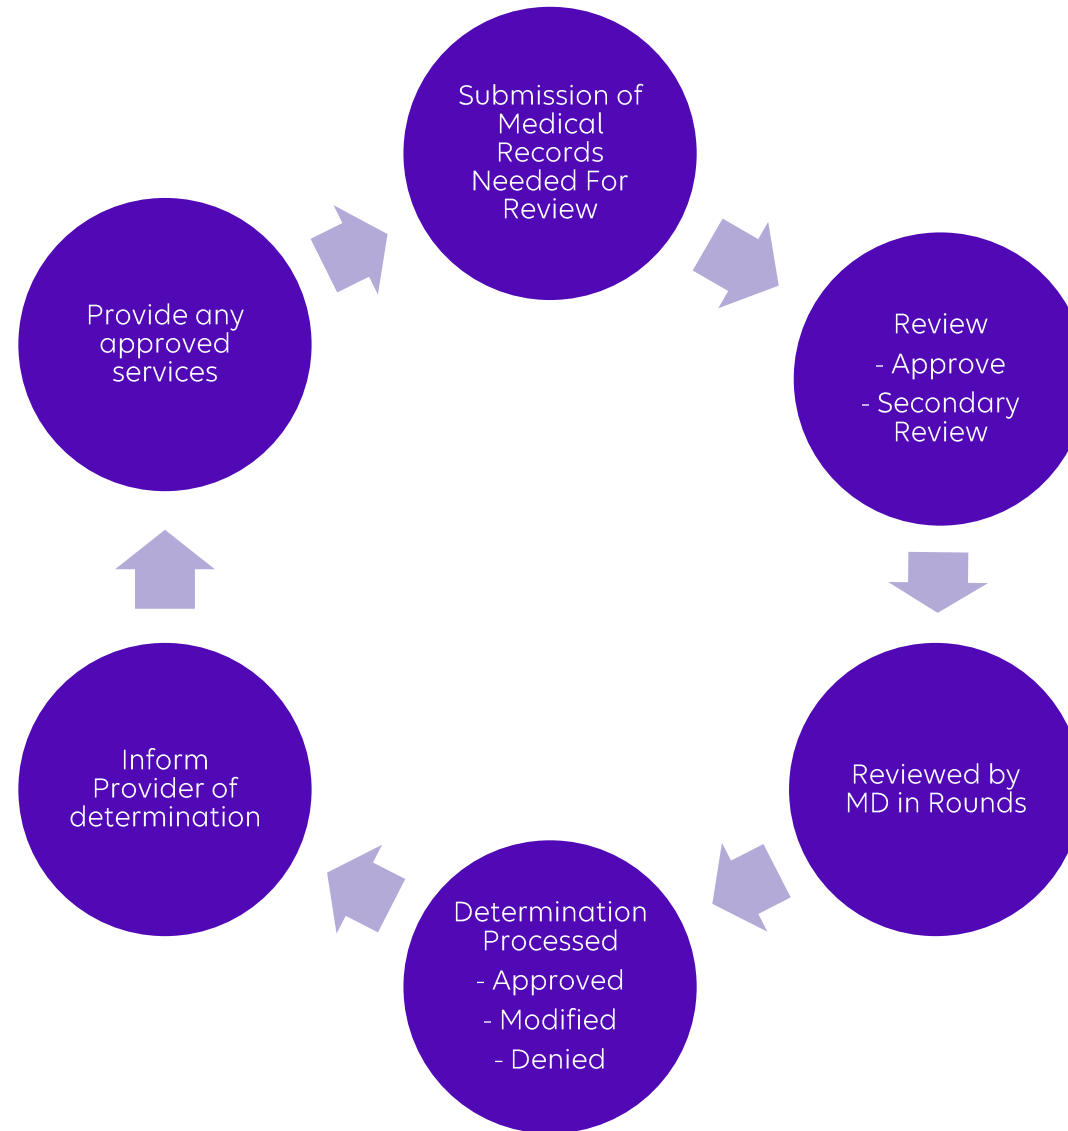 Submission of
Medical
Records
Needed For
Review
Review
- Approve
- Secondary
Review
Reviewed by
MD in Rounds
Determination
Processed
- Approved
- Modified
- Denied
Inform
Provider of
determination
Provide any
approved
services